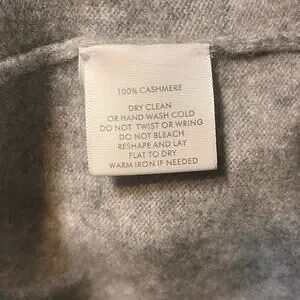 100% CASHMERE
DRY CLEAN
OR HAND WASH COLD
DO NOT TWIST OR WRING
DO NOT BLEACH
RESHAPE AND LAY
FLAT TO DRY
WARM IRON IF NEEDED